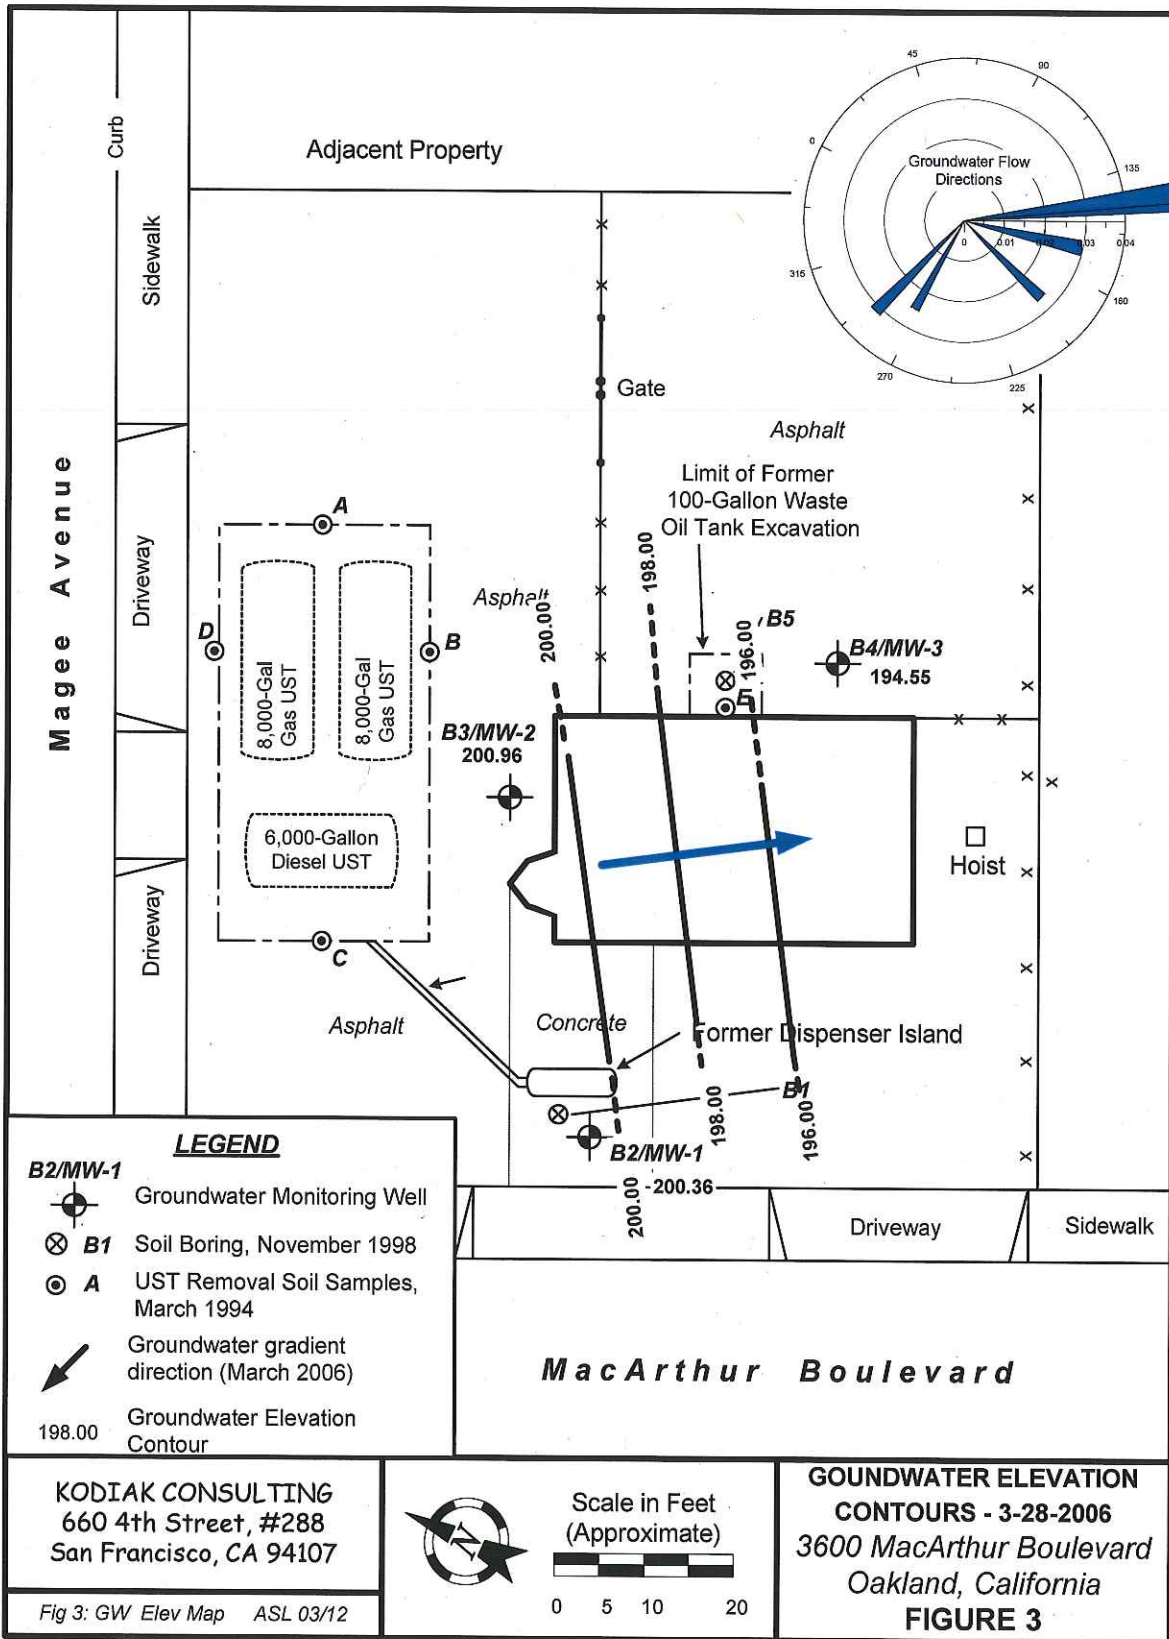 Curb
Sidewalk
Adjacent Property
45
90
0
135
Groundwater Flow
Directions
0
0.01
0.02
0.03
0.04
315
160
270
225
Gate
Asphalt
Limit of Former
100-Gallon Waste
Oil Tank Excavation
Magee Avenue
Driveway
A
D
B
8,000-Gal
Gas UST
8,000-Gal
Gas UST
Asphalt
200.00
198.00
196.00
B5
B4/MW-3
194.55
E
B3/MW-2
200.96
6,000-Gallon
Diesel UST
Hoist
Driveway
C
Asphalt
Concrete
Former Dispenser Island
B1
B2/MW-1
200.36
200.00
198.00
196.00
Driveway
Sidewalk
MacArthur Boulevard
LEGEND
B2/MW-1
Groundwater Monitoring Well
B1 Soil Boring, November 1998
A UST Removal Soil Samples,
March 1994
Groundwater gradient
direction (March 2006)
198.00 Groundwater Elevation
Contour
KODIAK CONSULTING
660 4th Street, #288
San Francisco, CA 94107
Fig 3: GW Elev Map ASL 03/12
N
Scale in Feet
(Approximate)
0 5 10 20
GOUNDWATER ELEVATION
CONTOURS - 3-28-2006
3600 MacArthur Boulevard
Oakland, California
FIGURE 3